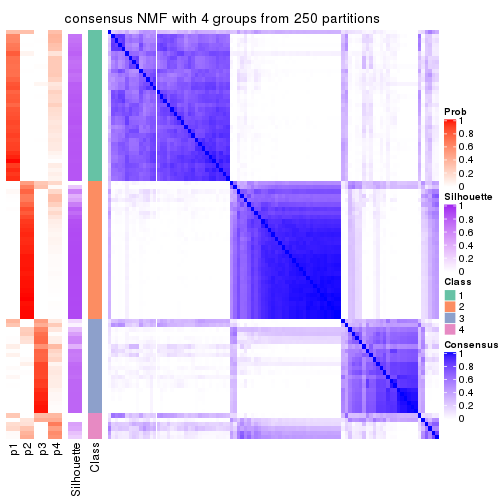 consensus NMF with 4 groups from 250 partitions
Prob
1
0.8
0.6
0.4
0.2
0
Silhouette
1
0.8
0.6
0.4
0.2
0
Class
1
2
3
4
Consensus
1
0.8
0.6
0.4
0.2
0
p1
p2
p3
p4
Silhouette
Class